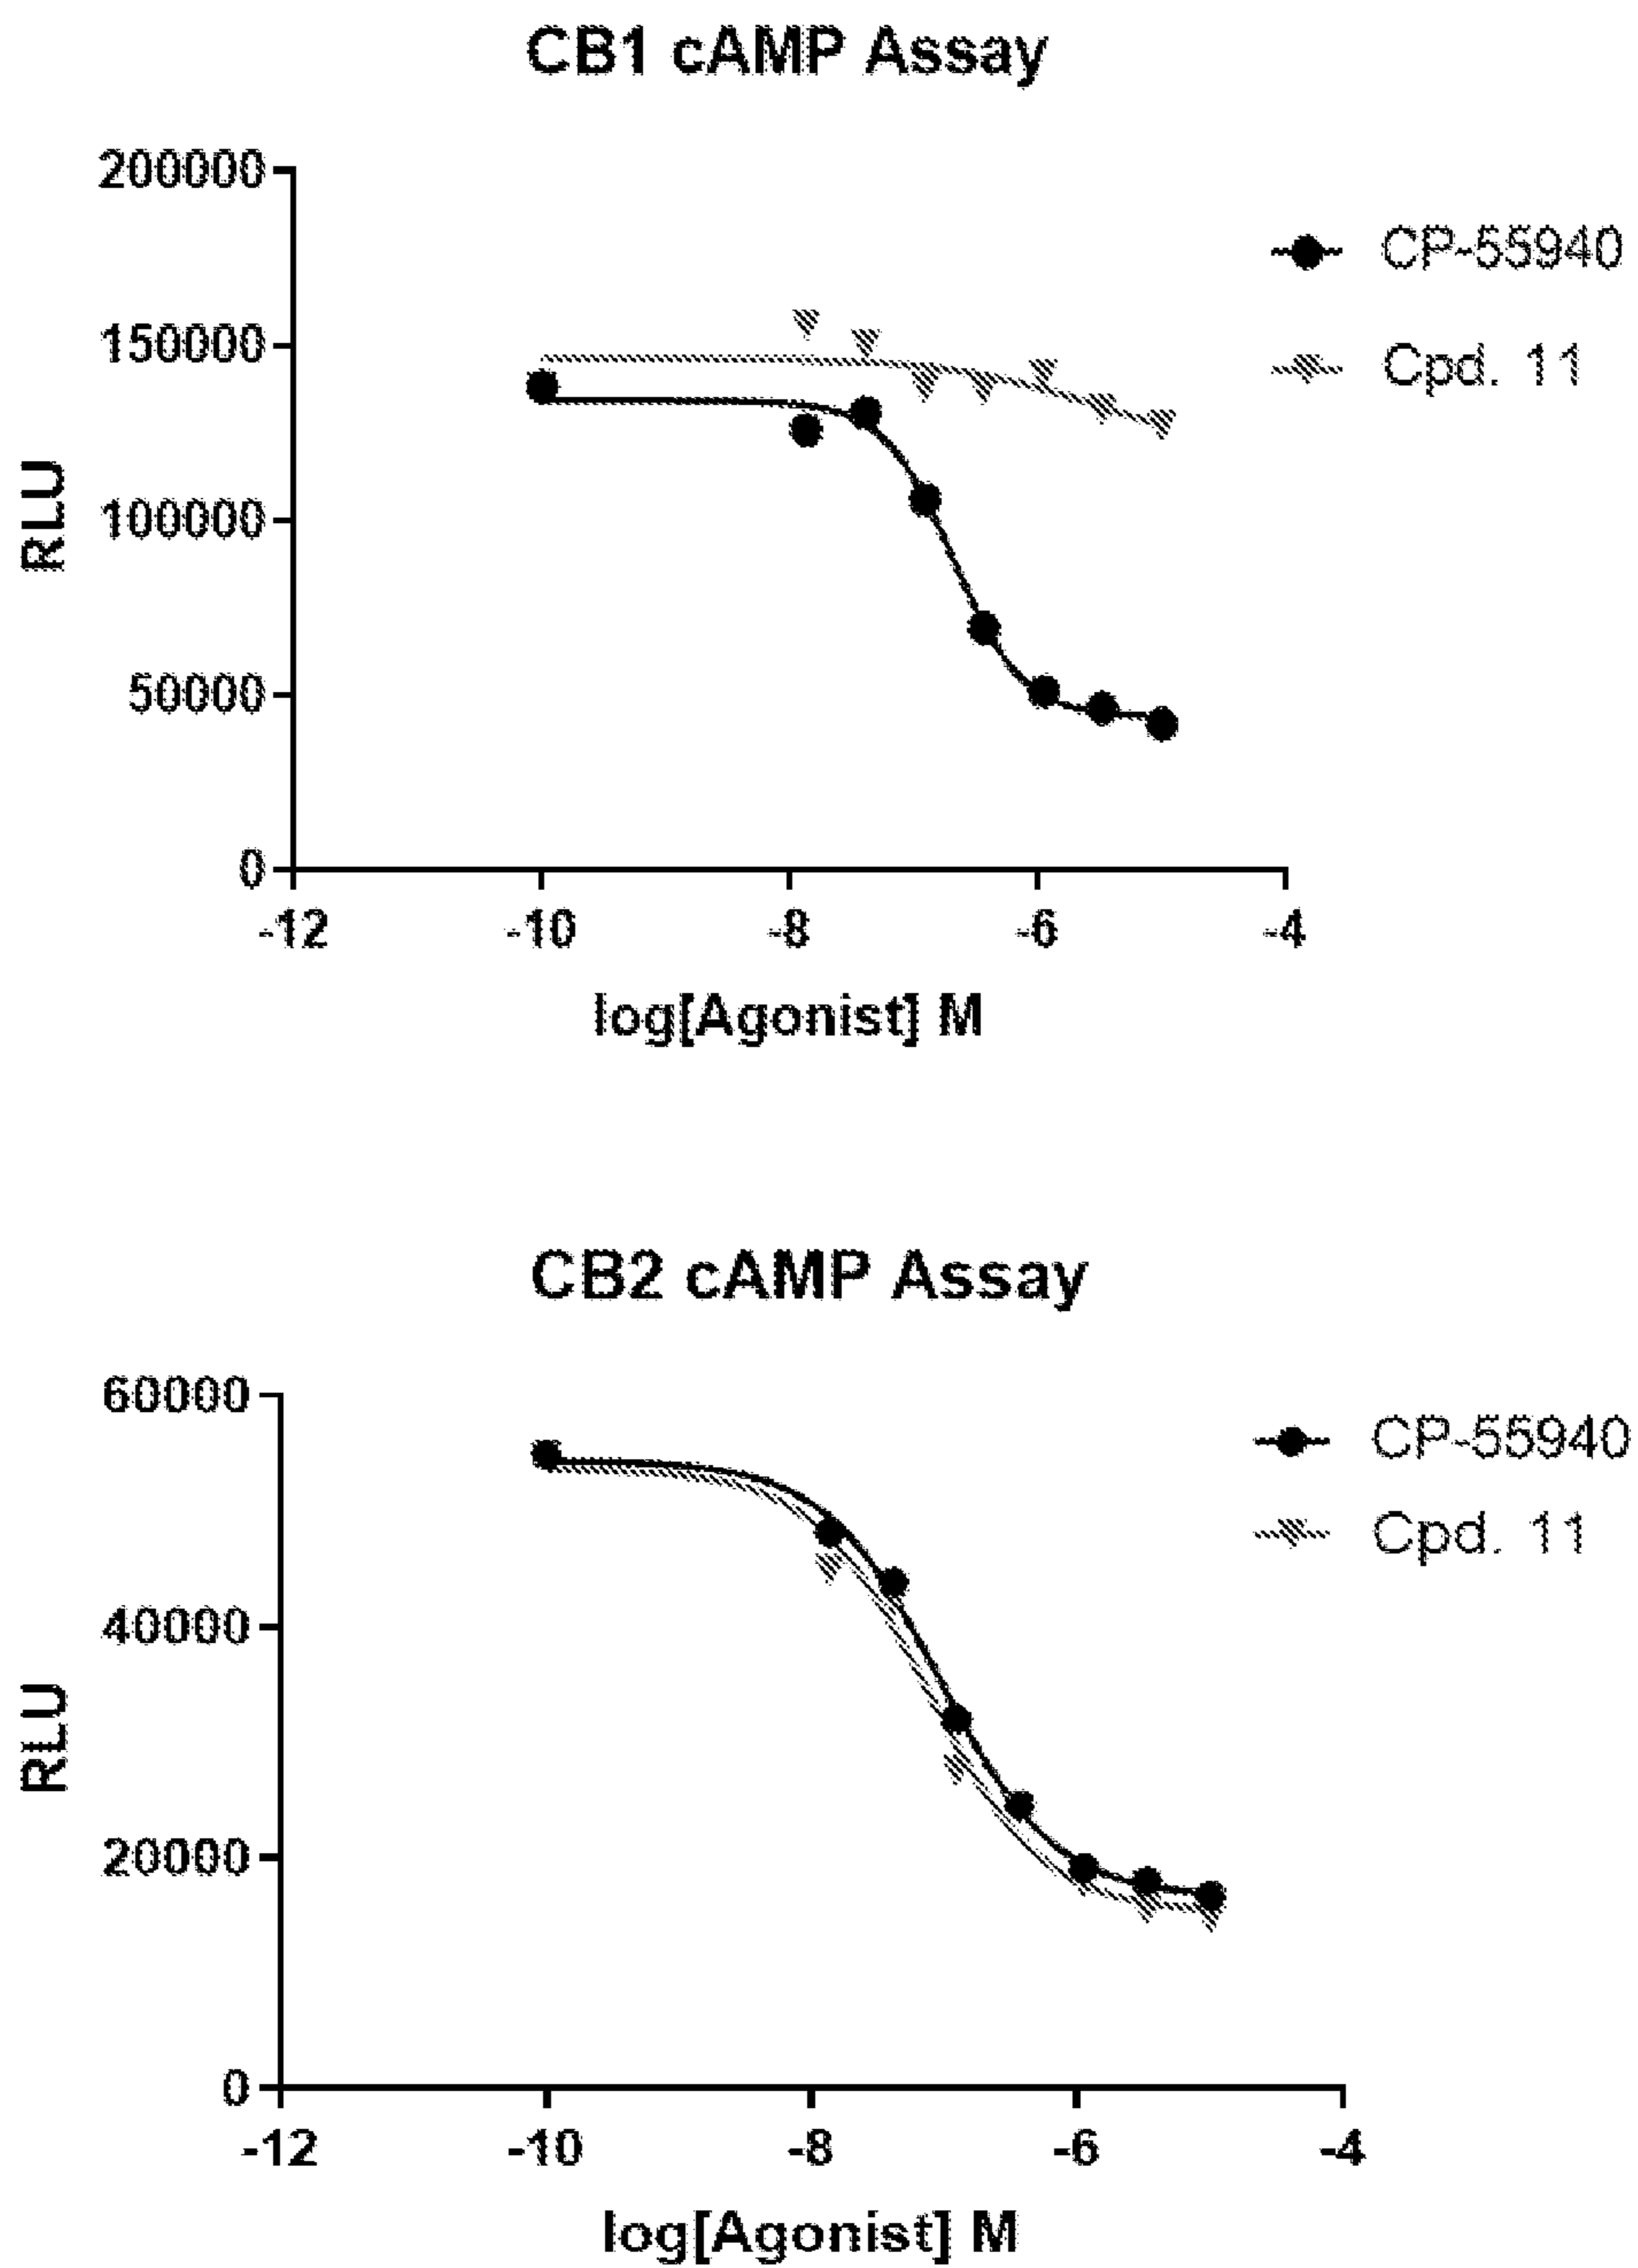 CB1 cAMP Assay
200000
150000
100000
50000
0
RLU
-12 -10 -8 -6 -4
log[Agonist] M
CP-55940
Cpd. 11
CB2 cAMP Assay
60000
40000
20000
0
RLU
-12 -10 -8 -6 -4
log[Agonist] M
CP-55940
Cpd. 11